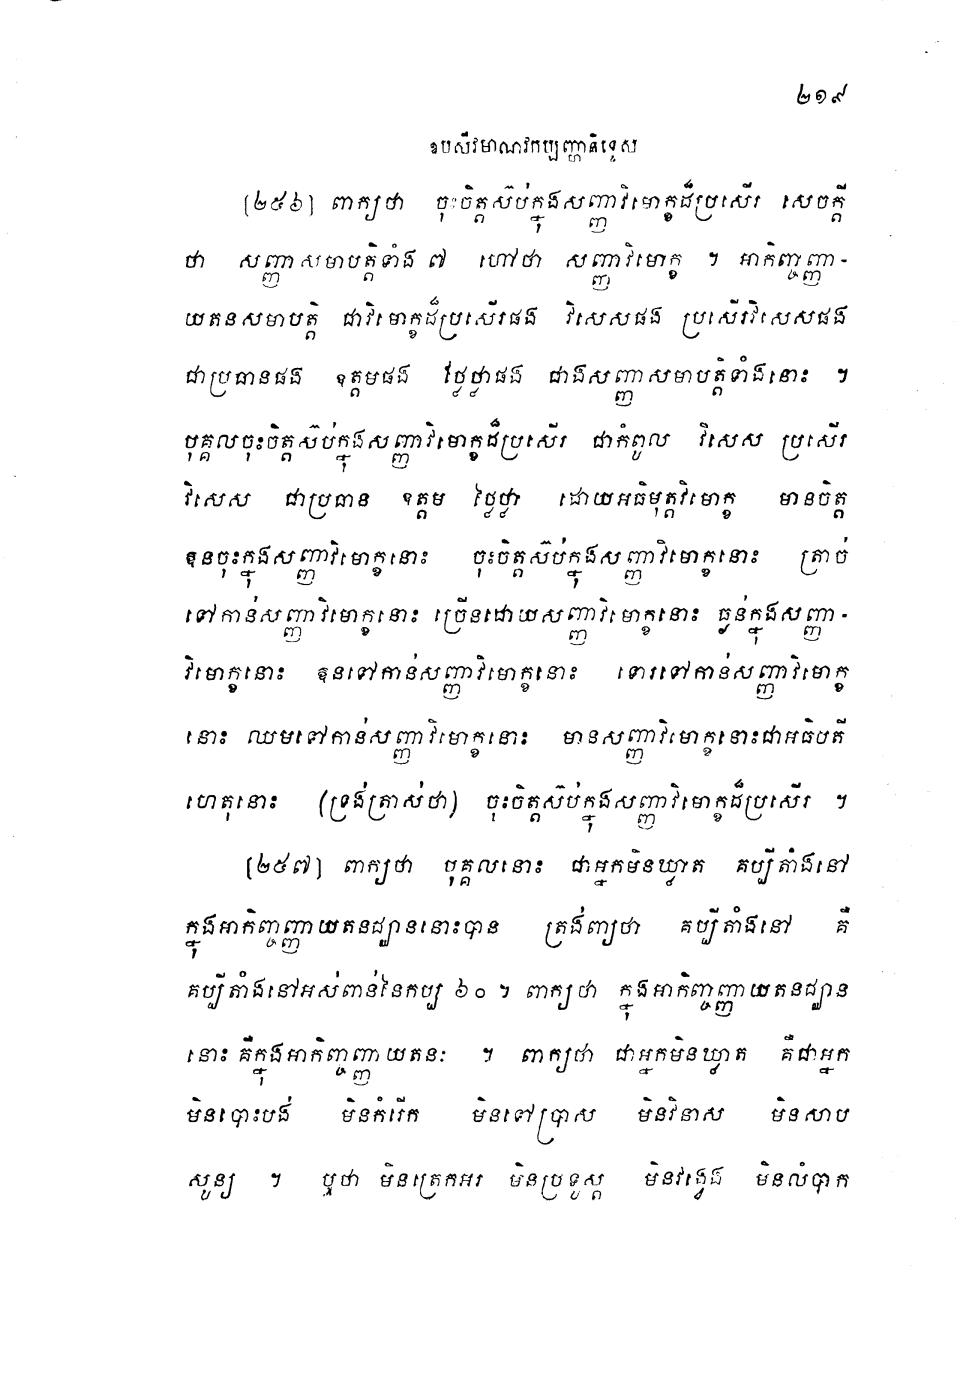 ២១៩
ឧបសីវមាណវកប្បញ្ហានិទ្ទេស
[២៥៦] ពាក្យថា ចុះចិត្តស៊ប់ក្នុងសញ្ញាវិមោក្ខដ៏ប្រសើរ សេចក្តី
ថា សញ្ញាសមាបត្តិទាំង ៧ ហៅថា សញ្ញាវិមោក្ខ ។ អាកិញ្ចញ្ញា-
យតនសមាបត្តិ ជាវិមោក្ខដ៏ប្រសើរផង វិសេសផង ប្រសើរវិសេសផង
ជាប្រធានផង ឧត្តមផង ថ្លៃថ្លាផង ជាងសញ្ញាសមាបត្តិទាំងនោះ ។
បុគ្គលចុះចិត្តស៊ប់ក្នុងសញ្ញាវិមោក្ខដ៏ប្រសើរ ជាកំពូល វិសេស ប្រសើរ
វិសេស ជាប្រធាន ឧត្តម ថ្លៃថ្លា ដោយអធិមុត្តវិមោក្ខ មានចិត្ត
ឱនចុះក្នុងសញ្ញាវិមោក្ខនោះ ចុះចិត្តស៊ប់ក្នុងសញ្ញាវិមោក្ខនោះ ត្រាច់
ទៅកាន់សញ្ញាវិមោក្ខនោះ ច្រើនដោយសញ្ញាវិមោក្ខនោះ ធ្ងន់ក្នុងសញ្ញា-
វិមោក្ខនោះ ឱនទៅកាន់សញ្ញាវិមោក្ខនោះ ទោរទៅកាន់សញ្ញាវិមោក្ខ
នោះ ឈមទៅកាន់សញ្ញាវិមោក្ខនោះ មានសញ្ញាវិមោក្ខនោះជាអធិបតី
ហេតុនោះ (ទ្រង់ត្រាស់ថា) ចុះចិត្តស៊ប់ក្នុងសញ្ញាវិមោក្ខដ៏ប្រសើរ ។
[២៥៧] ពាក្យថា បុគ្គលនោះ ជាអ្នកមិនឃ្វាត គប្បីតាំងនៅ
ក្នុងអាកិញ្ចញ្ញាយតនជ្ឈាននោះបាន ត្រង់ពាក្យថា គប្បីតាំងនៅ គឺ
គប្បីតាំងនៅអស់ពាន់នៃកប្ប ៦០ ។ ពាក្យថា ក្នុងអាកិញ្ចញ្ញាយតនជ្ឈាន
នោះ គឺក្នុងអាកិញ្ចញ្ញាយតនៈ ។ ពាក្យថា ជាអ្នកមិនឃ្វាត គឺជាអ្នក
មិនបោះបង់ មិនកំរើក មិនទៅប្រាស មិនវិនាស មិនសាប
សូន្យ ។ ឬថា មិនត្រេកអរ មិនប្រទូស្ត មិនវង្វេង មិនលំបាក